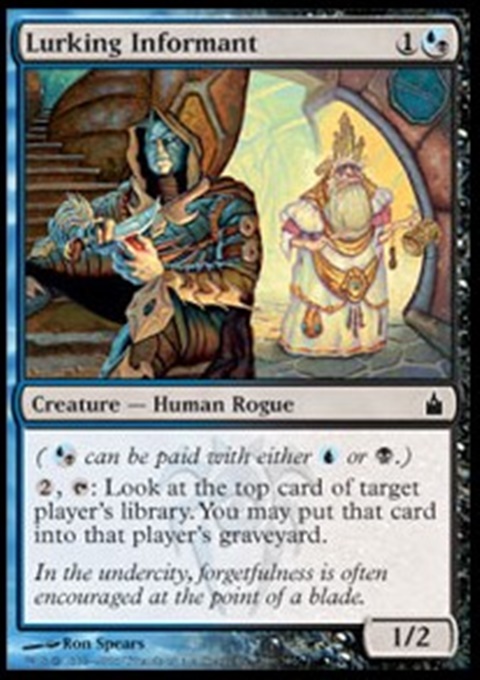 Lurking Informant 1
Creature — Human Rogue
( can be paid with either or .)
2, : Look at the top card of target
player's library. You may put that card
into that player's graveyard.
In the undercity, forgetfulness is often
encouraged at the point of a blade.
Ron Spears
1/2